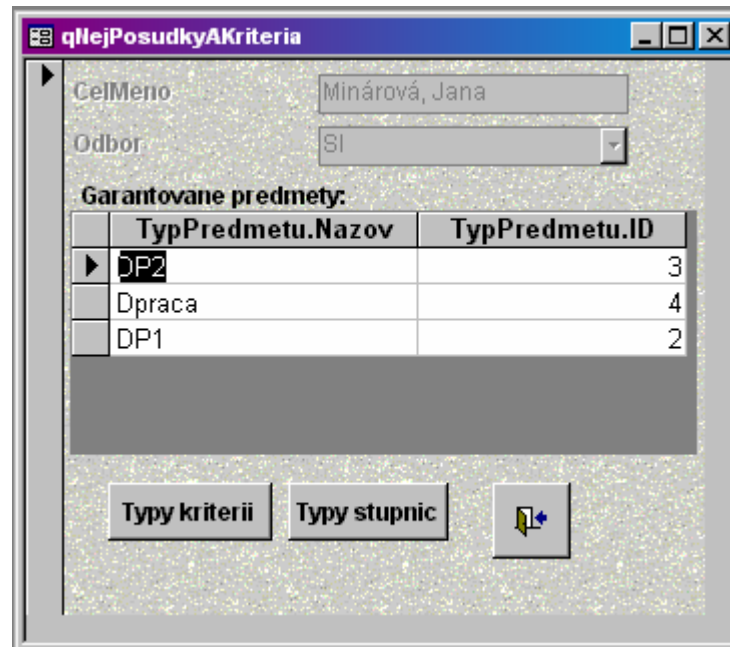 qNejPosudkyAKriteria
CelMeno Minárová, Jana
Odbor SI
Garantovane predmety:
TypPredmetu.Nazov TypPredmetu.ID
DP2 3
Dpraca 4
DP1 2
Typy kriterii Typy stupnic